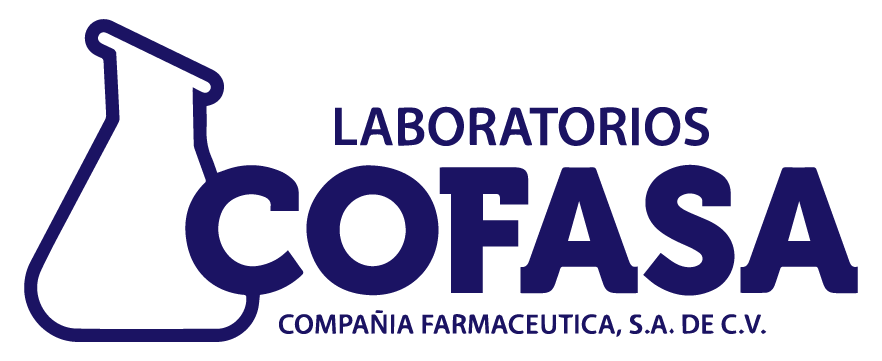 LABORATORIOS
COFASA
COMPAÑIA FARMACEUTICA, S.A. DE C.V.